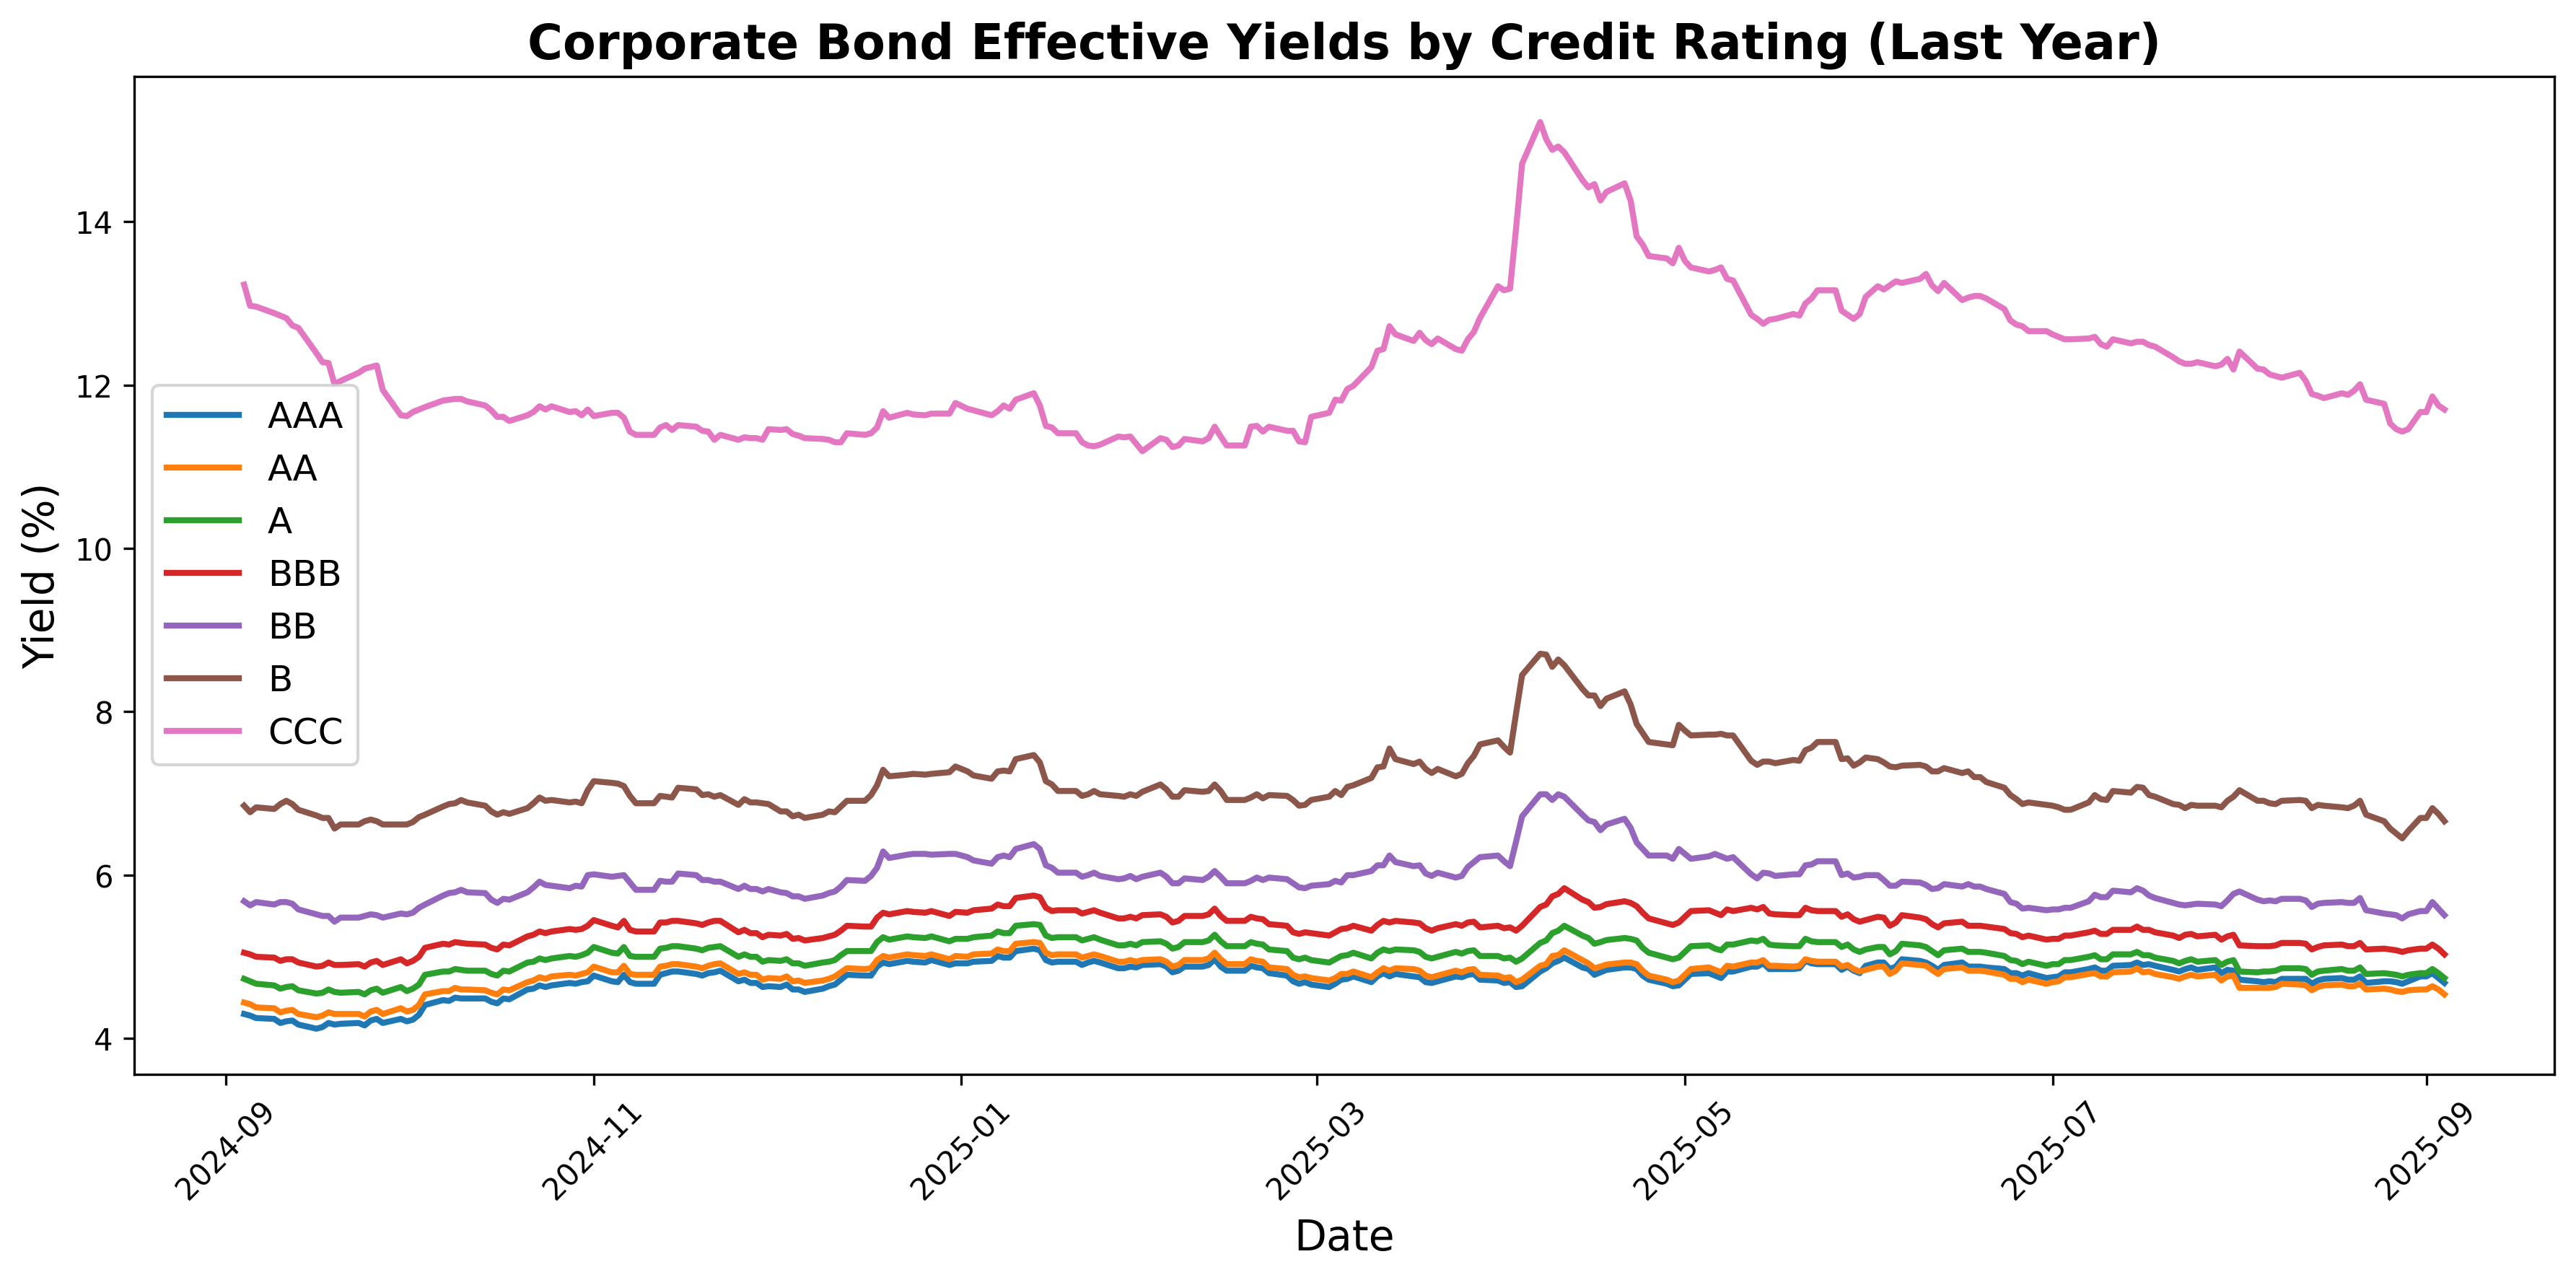 Corporate Bond Effective Yields by Credit Rating (Last Year)
Yield (%)
14
12
10
8
6
4
AAA
AA
A
BBB
BB
B
CCC
2024-09
2024-11
2025-01
2025-03
2025-05
2025-07
2025-09
Date